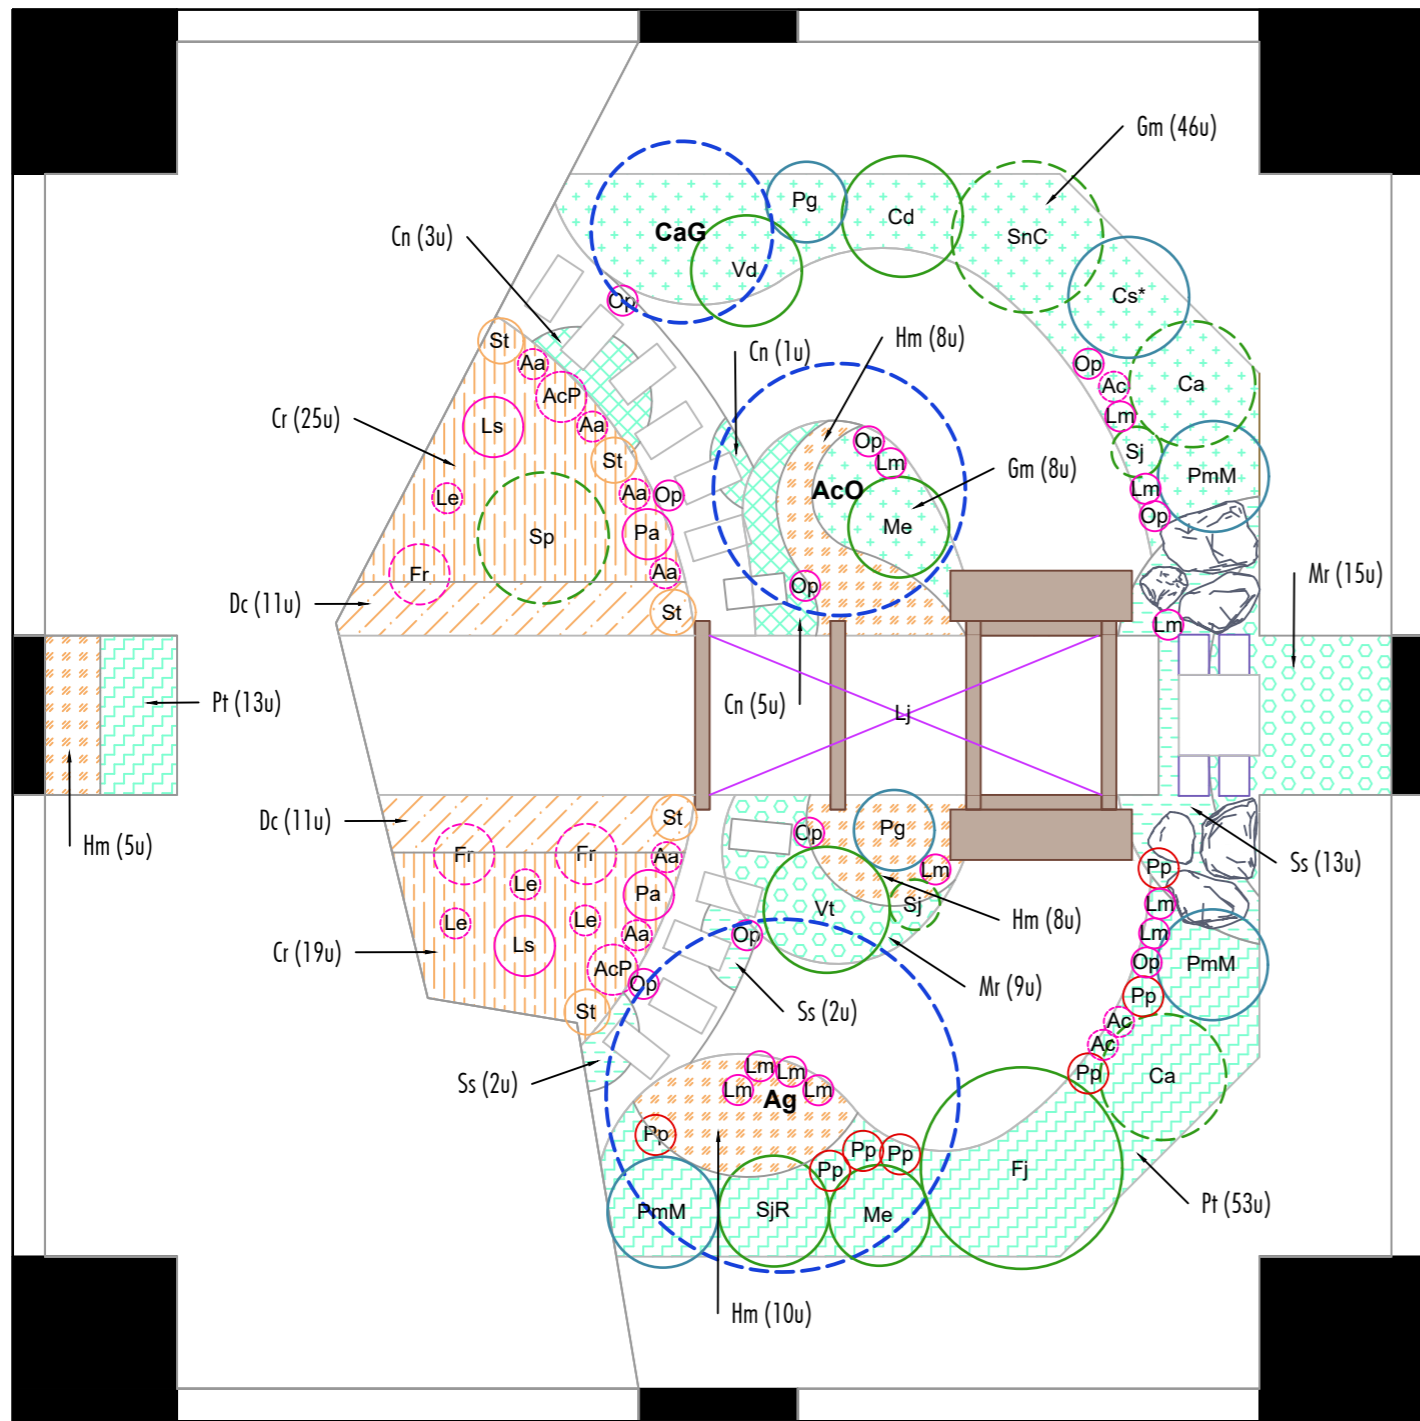 Gm (46u)
Pg
Cd
CaG
SnC
Cn (3u)
Vd
Cs*
Op
St
Aa
AcP
Cn (1u)
Hm (8u)
Op
Ac
Ca
Lm
Cr (25u)
Ls
Aa
St
Op
Lm
Sj
Gm (8u)
PmM
Le
Aa
Op
AcO
Lm
Op
Sp
Pa
Me
Fr
Aa
Op
Mr (15u)
Dc (11u)
St
Lm
Pt (13u)
Cn (5u)
Lj
Dc (11u)
St
Hm (5u)
Op
Pg
Ss (13u)
Fr
Fr
Aa
Lm
Pp
Le
Pa
Sj
Lm
Le
Le
Vt
Hm (8u)
Cr (19u)
Ls
Aa
Op
Lm
AcP
Op
Op
PmM
Mr (9u)
Pp
St
Ss (2u)
Ac
Ac
Ss (2u)
Lm
Lm
Pp
Ca
Lm
Lm
Ag
Pp
Pp
Pp
Pp
Fj
PmM
SjR
Me
Pt (53u)
Hm (10u)